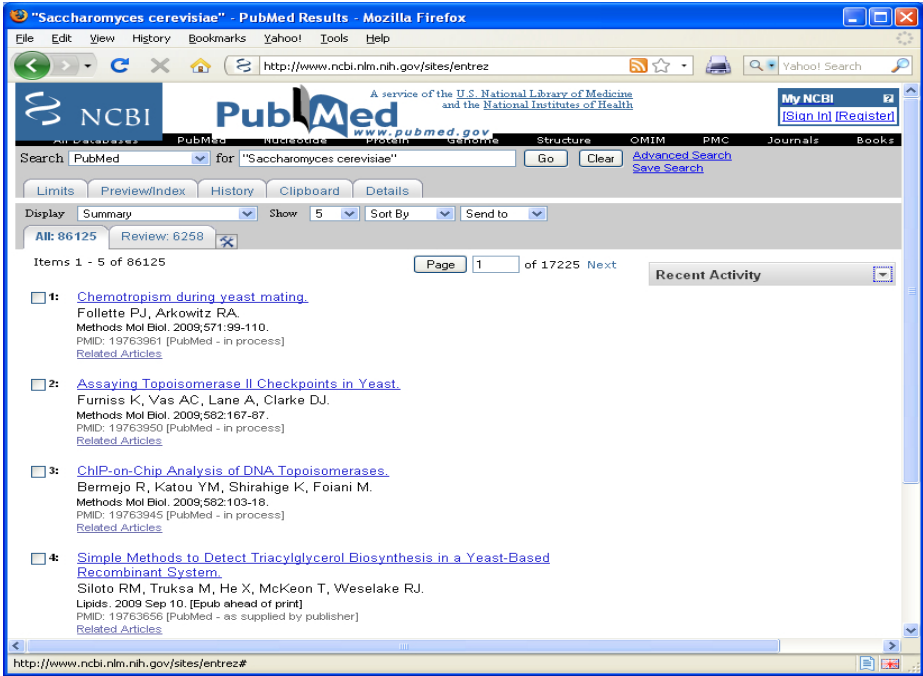 "Saccharomyces cerevisiae" - PubMed Results - Mozilla Firefox
File Edit View History Bookmarks Yahoo! Tools Help
http://www.ncbi.nlm.nih.gov/sites/entrez Yahoo! Search
A service of the U.S. National Library of Medicine
and the National Institutes of Health
My NCBI
[Sign In] [Register]
NCBI PubMed
www.pubmed.gov
All Databases PubMed Nucleotide Protein Genome Structure OMIM PMC Journals Books
Search PubMed for "Saccharomyces cerevisiae" Go Clear Advanced Search
Save Search
Limits Preview/Index History Clipboard Details
Display Summary Show 5 Sort By Send to
All: 86125 Review: 6258
Items 1 - 5 of 86125 Page 1 of 17225 Next
Recent Activity
1: Chemotropism during yeast mating.
Follette PJ, Arkowitz RA.
Methods Mol Biol. 2009;571:99-110.
PMID: 19763961 [PubMed - in process]
Related Articles
2: Assaying Topoisomerase II Checkpoints in Yeast.
Furniss K, Vas AC, Lane A, Clarke DJ.
Methods Mol Biol. 2009;582:167-87.
PMID: 19763950 [PubMed - in process]
Related Articles
3: ChIP-on-Chip Analysis of DNA Topoisomerases.
Bermejo R, Katou YM, Shirahige K, Foiani M.
Methods Mol Biol. 2009;582:103-18.
PMID: 19763945 [PubMed - in process]
Related Articles
4: Simple Methods to Detect Triacylglycerol Biosynthesis in a Yeast-Based
Recombinant System.
Siloto RM, Truksa M, He X, McKeon T, Weselake RJ.
Lipids. 2009 Sep 10. [Epub ahead of print]
PMID: 19763656 [PubMed - as supplied by publisher]
Related Articles
http://www.ncbi.nlm.nih.gov/sites/entrez#